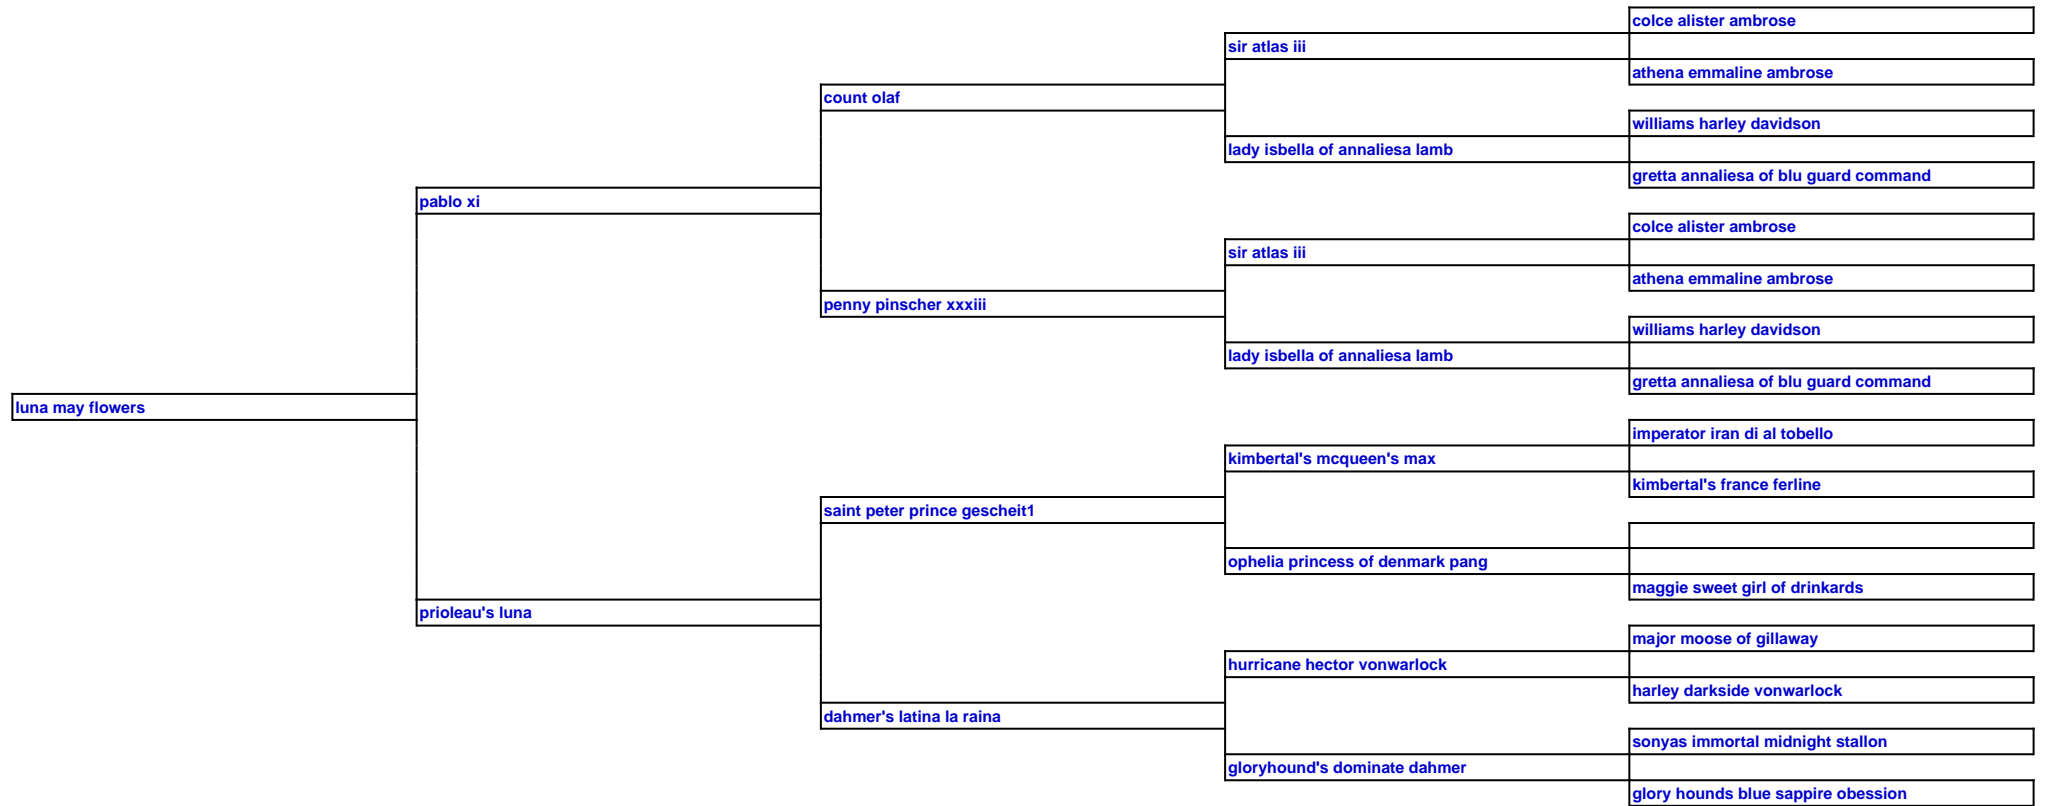 colce alister ambrose
sir atlas iii
athena emmaline ambrose
count olaf
williams harley davidson
lady isbella of annaliesa lamb
gretta annaliesa of blu guard command
pablo xi
colce alister ambrose
sir atlas iii
athena emmaline ambrose
penny pinscher xxxiii
williams harley davidson
lady isbella of annaliesa lamb
gretta annaliesa of blu guard command
luna may flowers
imperator iran di al tobello
kimbertal's mcqueen's max
kimbertal's france ferline
saint peter prince gescheit1
ophelia princess of denmark pang
maggie sweet girl of drinkards
prioleau's luna
major moose of gillaway
hurricane hector vonwarlock
harley darkside vonwarlock
dahmer's latina la raina
sonyas immortal midnight stallon
gloryhound's dominate dahmer
glory hounds blue sappire obession